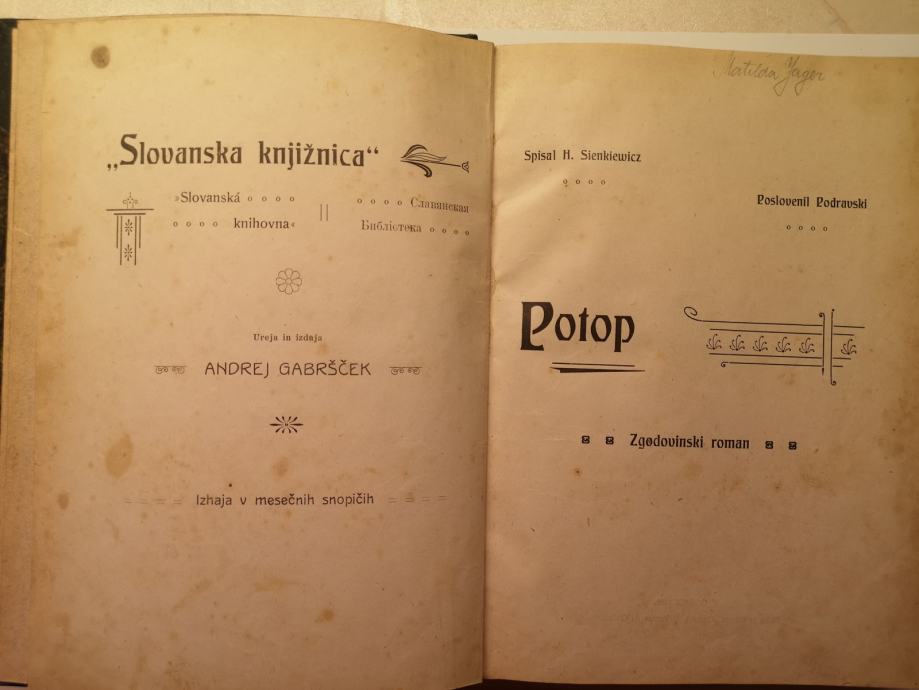 „Slovanska knjižnica“
»Slovanská
knihovna«
Славянская
Библіотека
Ureja in izdaja
ANDREJ GABRŠČEK
Izhaja v mesečnih snopičih
Matilda Jager
Spisal H. Sienkiewicz
Poslovenil Podravski
Potop
Zgodovinski roman